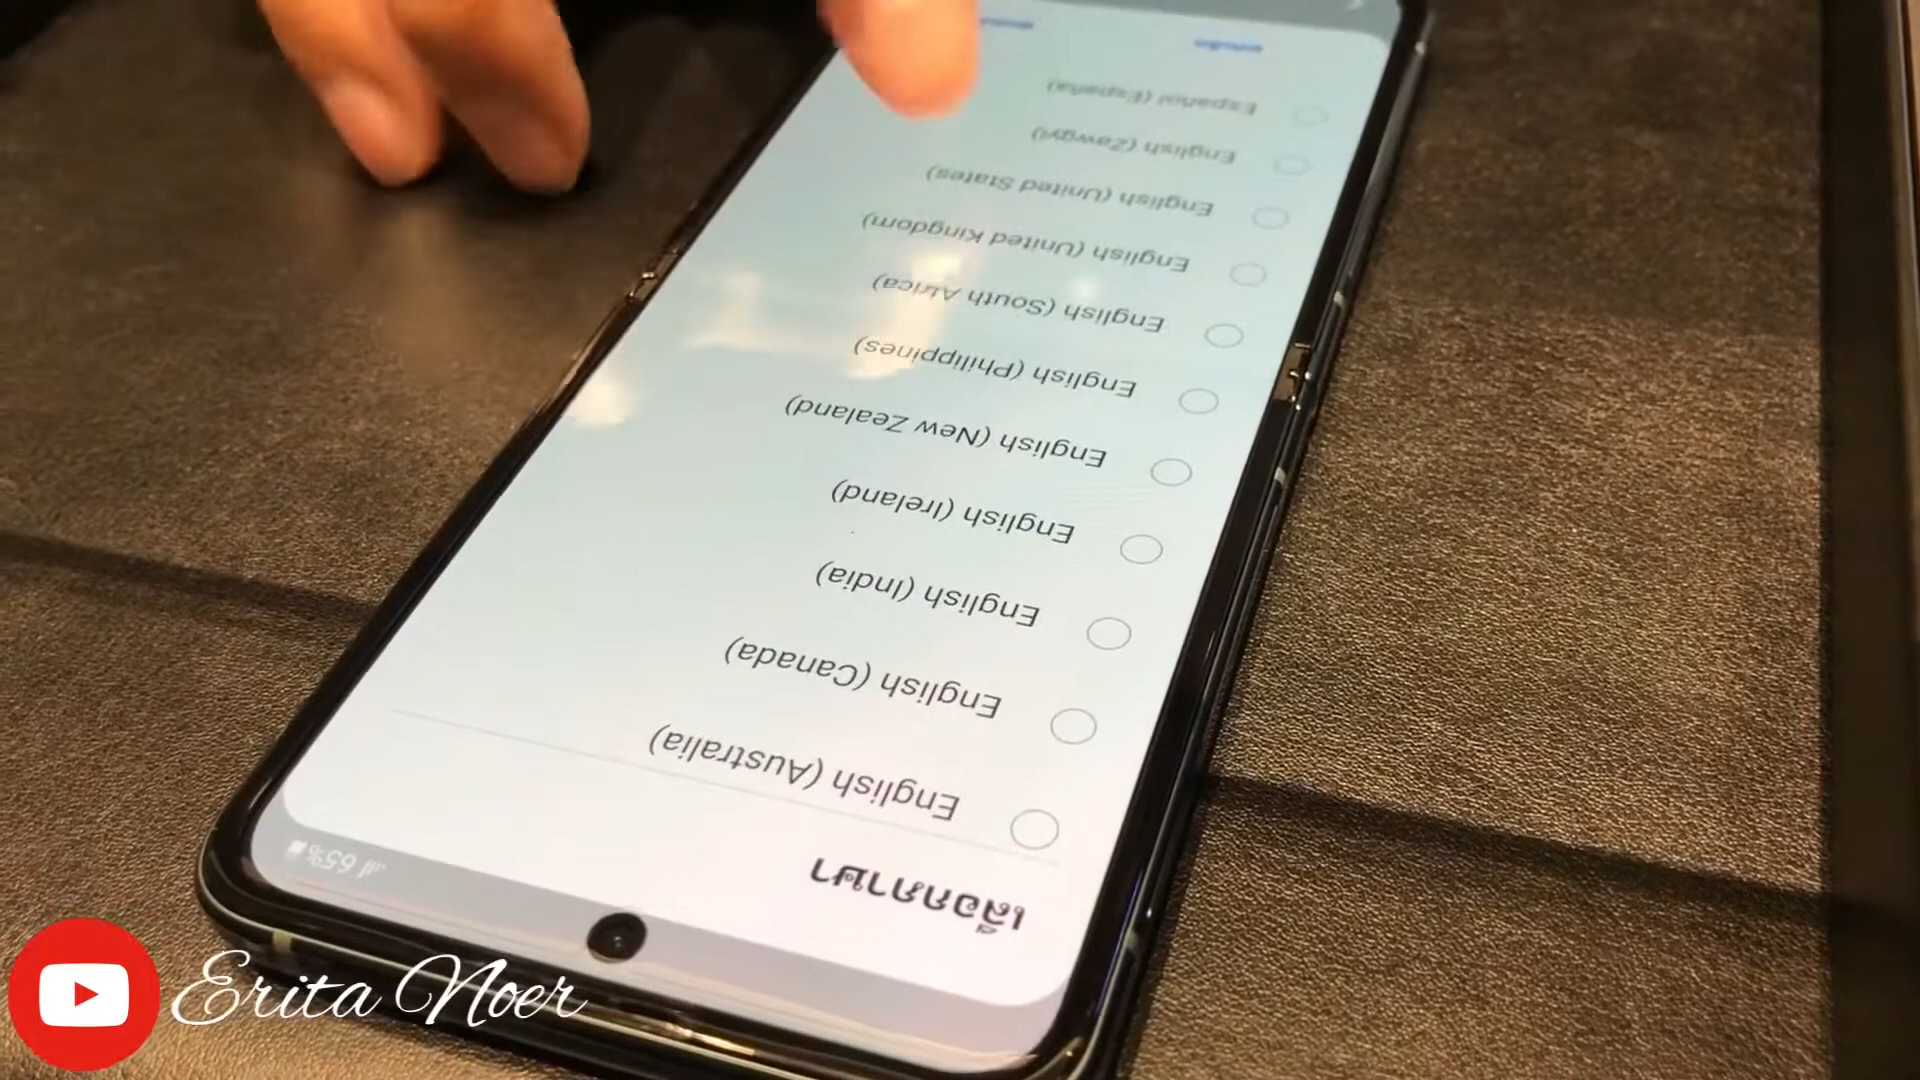 65%
เลือกภาษา
English (Australia)
English (Canada)
English (India)
English (Ireland)
English (New Zealand)
English (Philippines)
English (South Africa)
English (United Kingdom)
English (United States)
English (Zawgyi)
Español (España)
Erita Noer